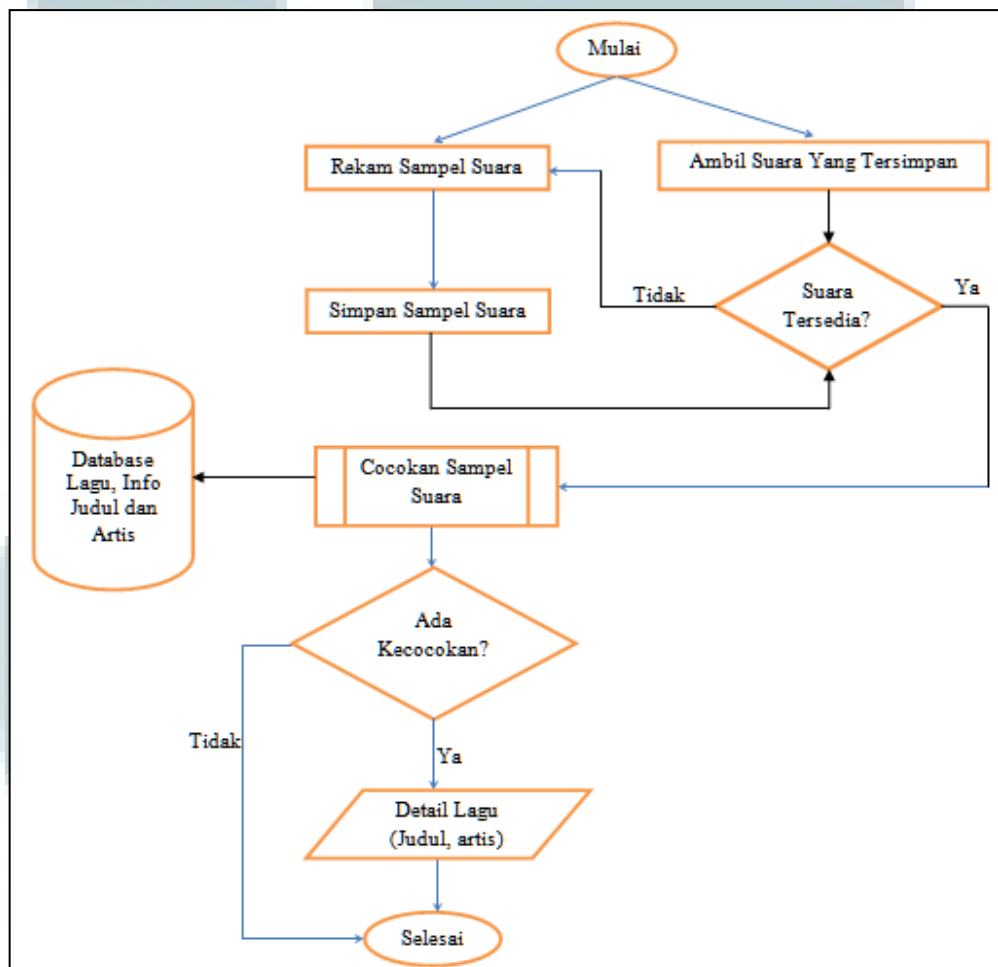 Mulai
Rekam Sampel Suara
Ambil Suara Yang Tersimpan
Simpan Sampel Suara
Tidak
Suara
Tersedia?
Ya
Database
Lagu, Info
Judul dan
Artis
Cocokan Sampel
Suara
Ada
Kecocokan?
Tidak
Ya
Detail Lagu
(Judul, artis)
Selesai